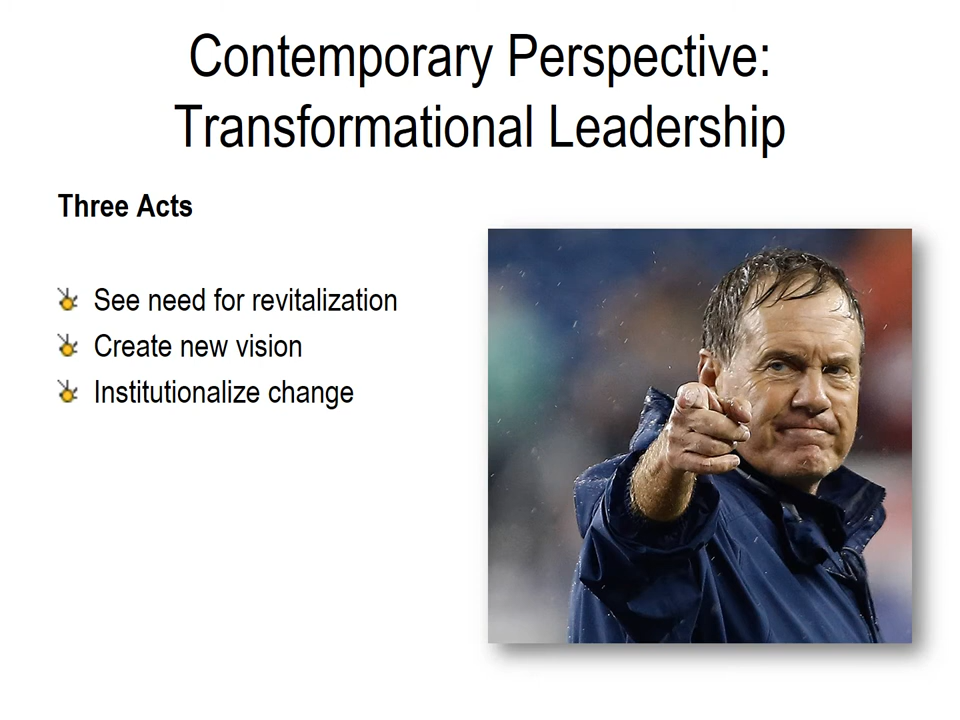 Contemporary Perspective:
Transformational Leadership
Three Acts
See need for revitalization
Create new vision
Institutionalize change